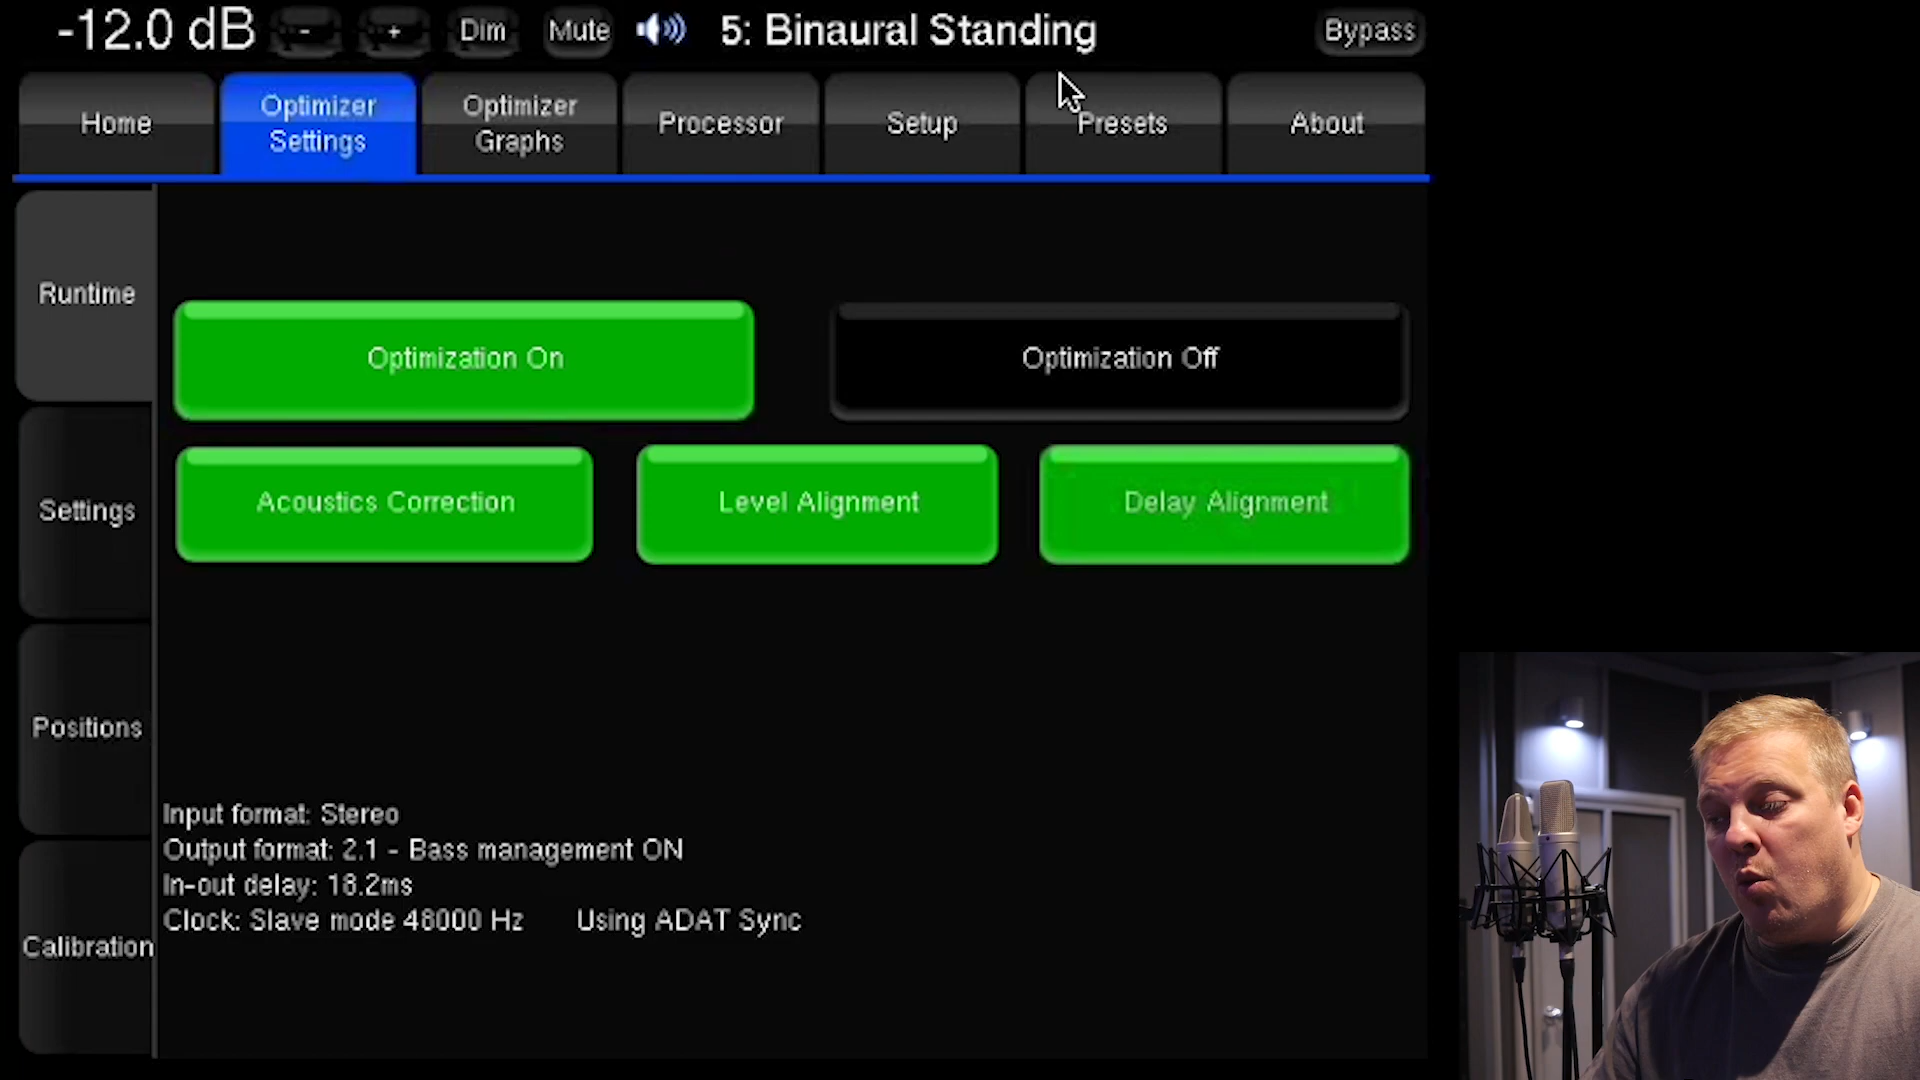 -12.0 dB - + Dim Mute 5: Binaural Standing Bypass
Home
Optimizer
Settings
Optimizer
Graphs
Processor
Setup
Presets
About
Runtime
Settings
Positions
Calibration
Optimization On
Optimization Off
Acoustics Correction
Level Alignment
Delay Alignment
Input format: Stereo
Output format: 2.1 - Bass management ON
In-out delay: 18.2ms
Clock: Slave mode 48000 Hz Using ADAT Sync